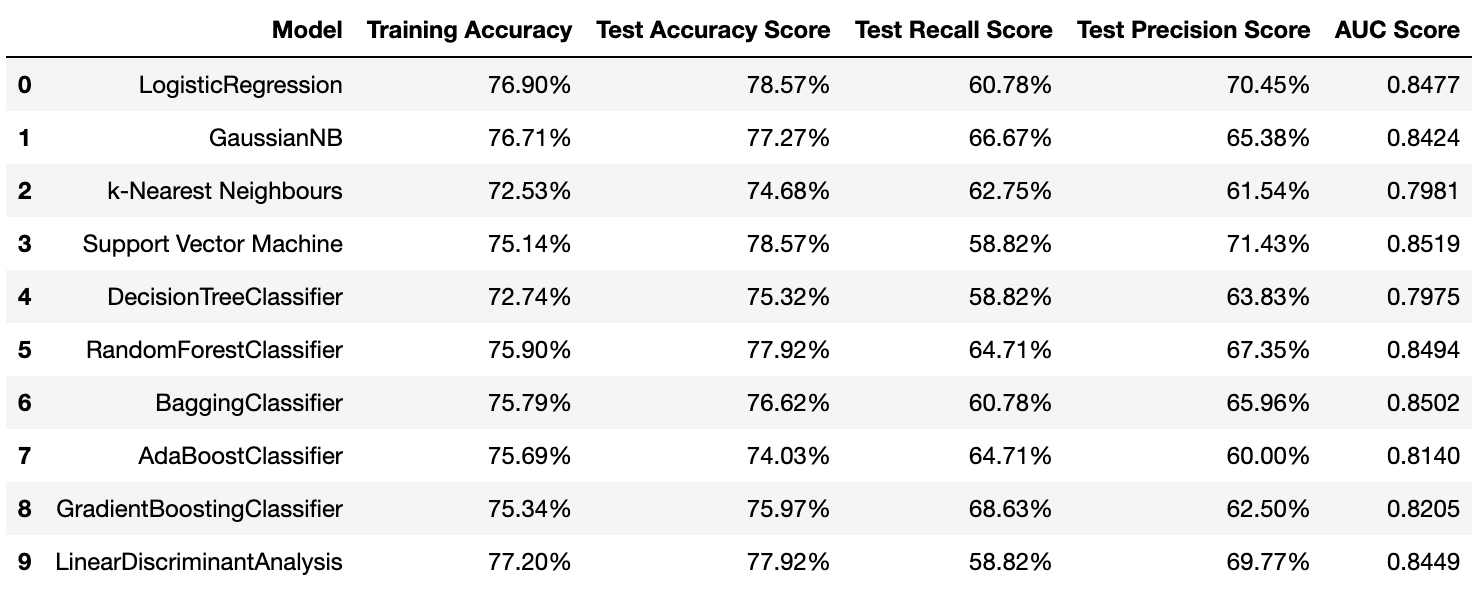 Model Training Accuracy Test Accuracy Score Test Recall Score Test Precision Score AUC Score
0 LogisticRegression 76.90% 78.57% 60.78% 70.45% 0.8477
1 GaussianNB 76.71% 77.27% 66.67% 65.38% 0.8424
2 k-Nearest Neighbours 72.53% 74.68% 62.75% 61.54% 0.7981
3 Support Vector Machine 75.14% 78.57% 58.82% 71.43% 0.8519
4 DecisionTreeClassifier 72.74% 75.32% 58.82% 63.83% 0.7975
5 RandomForestClassifier 75.90% 77.92% 64.71% 67.35% 0.8494
6 BaggingClassifier 75.79% 76.62% 60.78% 65.96% 0.8502
7 AdaBoostClassifier 75.69% 74.03% 64.71% 60.00% 0.8140
8 GradientBoostingClassifier 75.34% 75.97% 68.63% 62.50% 0.8205
9 LinearDiscriminantAnalysis 77.20% 77.92% 58.82% 69.77% 0.8449